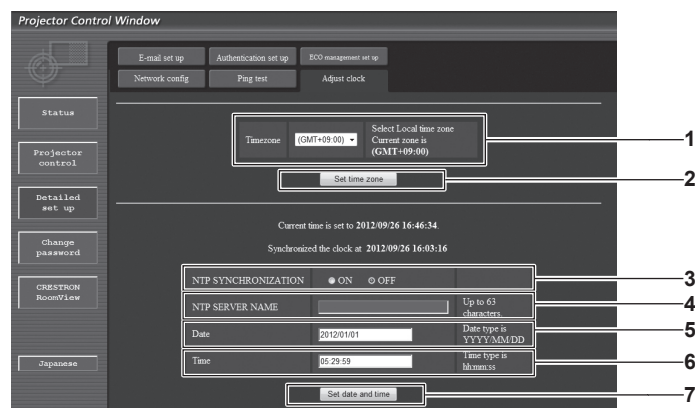 Projector Control Window
E-mail set up
Authentication set up
ECO management set up
Network config
Ping test
Adjust clock
Status
Projector
control
Detailed
set up
Change
password
CRESTRON
RoomView
Japanese
Timezone
(GMT+09:00)
Select Local time zone
Current zone is
(GMT+09:00)
1
Set time zone
2
Current time is set to 2012/09/26 16:46:34.
Synchronized the clock at 2012/09/26 16:03:16
NTP SYNCHRONIZATION
ON
OFF
3
NTP SERVER NAME
Up to 63
characters.
4
Date
2012/01/01
Date type is
YYYY/MM/DD
5
Time
05:29:59
Time type is
hh:mm:ss
6
Set date and time
7